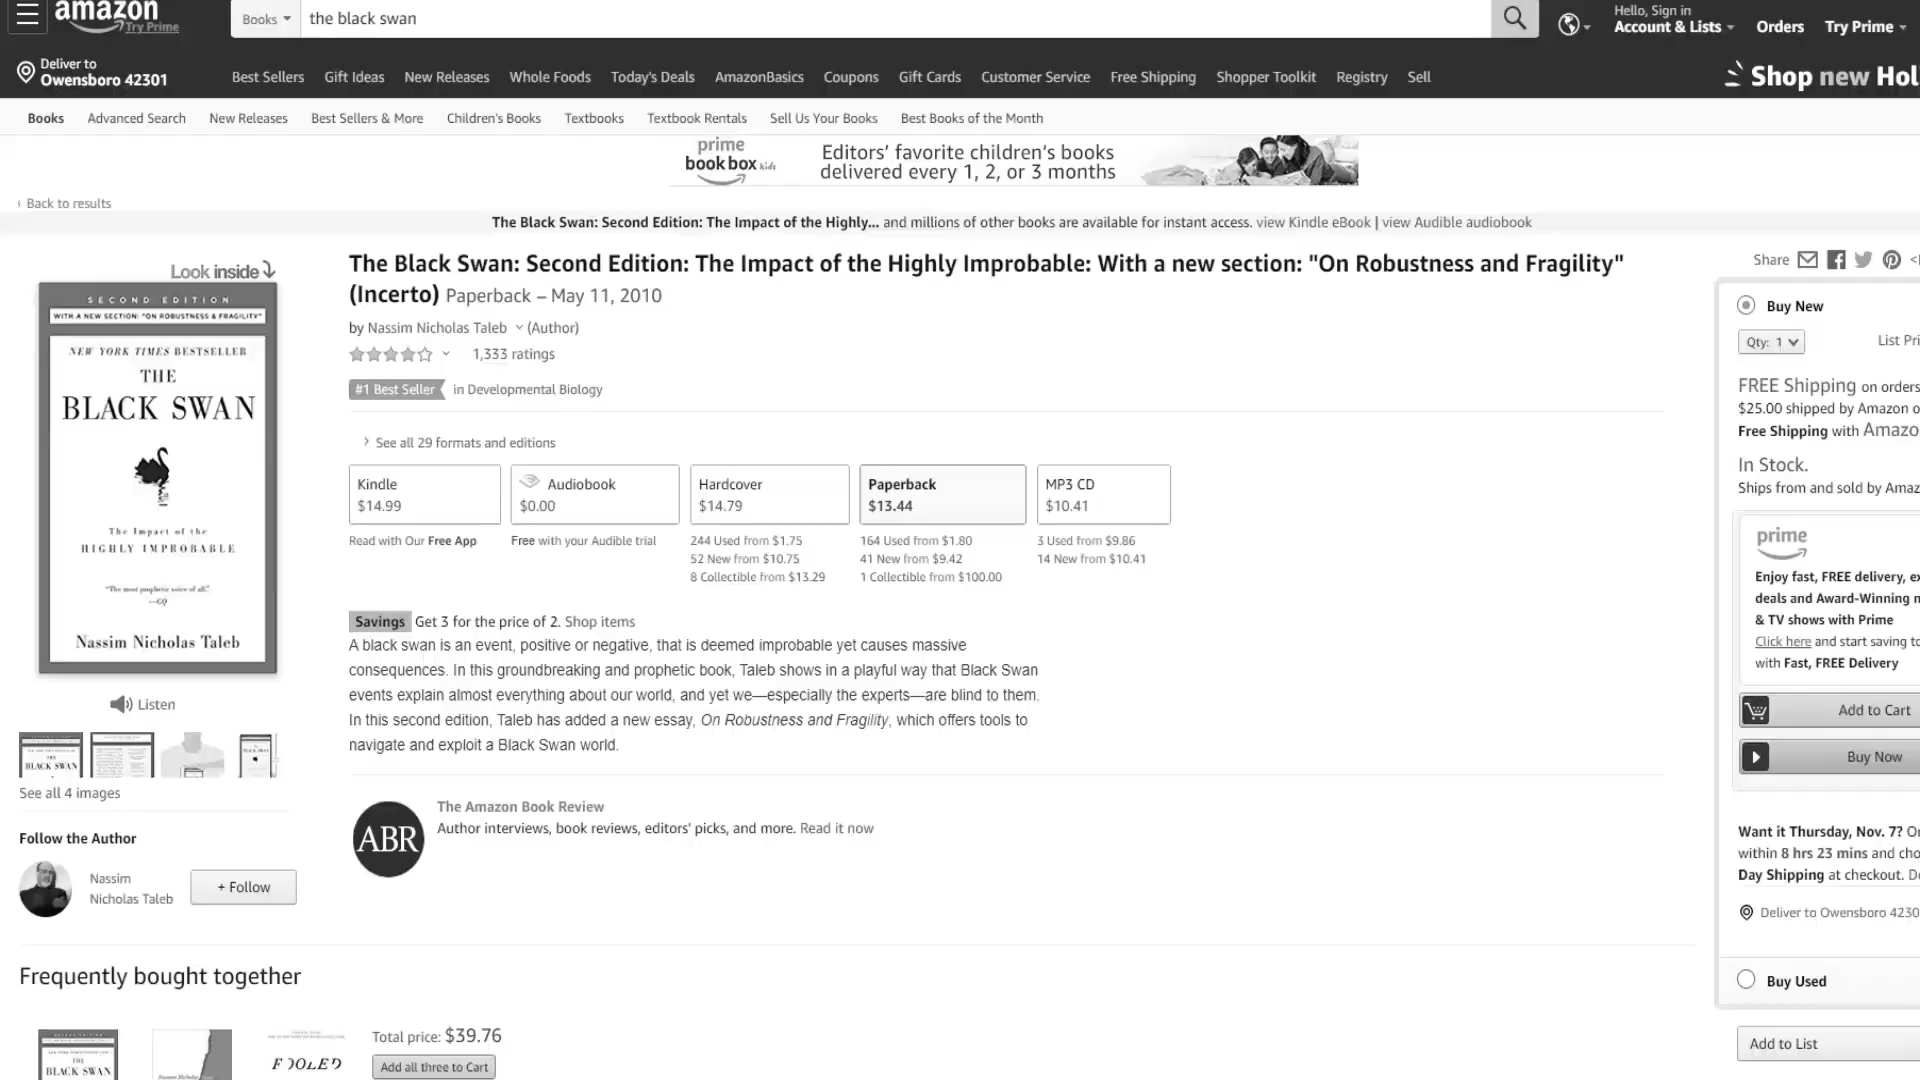 amazon
Try Prime
Books
the black swan
Hello, Sign in
Account & Lists
Orders
Try Prime
Deliver to
Owensboro 42301
Best Sellers
Gift Ideas
New Releases
Whole Foods
Today's Deals
AmazonBasics
Coupons
Gift Cards
Customer Service
Free Shipping
Shopper Toolkit
Registry
Sell
Shop new Hol
Books
Advanced Search
New Releases
Best Sellers & More
Children's Books
Textbooks
Textbook Rentals
Sell Us Your Books
Best Books of the Month
prime
book box kids
Editors' favorite children's books
delivered every 1, 2, or 3 months
‹ Back to results
The Black Swan: Second Edition: The Impact of the Highly... and millions of other books are available for instant access. view Kindle eBook | view Audible audiobook
Look inside
SECOND EDITION
WITH A NEW SECTION: "ON ROBUSTNESS & FRAGILITY"
NEW YORK TIMES BESTSELLER
THE
BLACK SWAN
The Impact of the
HIGHLY IMPROBABLE
"The most prophetic voice of all."
—GQ
Nassim Nicholas Taleb
Listen
BLACK SWAN
See all 4 images
Follow the Author
Nassim
Nicholas Taleb
+ Follow
The Black Swan: Second Edition: The Impact of the Highly Improbable: With a new section: "On Robustness and Fragility"
(Incerto) Paperback – May 11, 2010
by Nassim Nicholas Taleb (Author)
1,333 ratings
#1 Best Seller in Developmental Biology
See all 29 formats and editions
Kindle
$14.99
Read with Our Free App
Audiobook
$0.00
Free with your Audible trial
Hardcover
$14.79
244 Used from $1.75
52 New from $10.75
8 Collectible from $13.29
Paperback
$13.44
164 Used from $1.80
41 New from $9.42
1 Collectible from $100.00
MP3 CD
$10.41
3 Used from $9.86
14 New from $10.41
Savings Get 3 for the price of 2. Shop items
A black swan is an event, positive or negative, that is deemed improbable yet causes massive
consequences. In this groundbreaking and prophetic book, Taleb shows in a playful way that Black Swan
events explain almost everything about our world, and yet we—especially the experts—are blind to them.
In this second edition, Taleb has added a new essay, On Robustness and Fragility, which offers tools to
navigate and exploit a Black Swan world.
ABR
The Amazon Book Review
Author interviews, book reviews, editors' picks, and more. Read it now
Share
Buy New
Qty: 1
List Pri
FREE Shipping on orders
$25.00 shipped by Amazon o
Free Shipping with Amazo
In Stock.
Ships from and sold by Amaz
prime
Enjoy fast, FREE delivery, ex
deals and Award-Winning m
& TV shows with Prime
Click here and start saving to
with Fast, FREE Delivery
Add to Cart
Buy Now
Want it Thursday, Nov. 7? Or
within 8 hrs 23 mins and cho
Day Shipping at checkout. De
Deliver to Owensboro 4230
Buy Used
Add to List
Frequently bought together
THE
BLACK SWAN
FOOLED
Total price: $39.76
Add all three to Cart